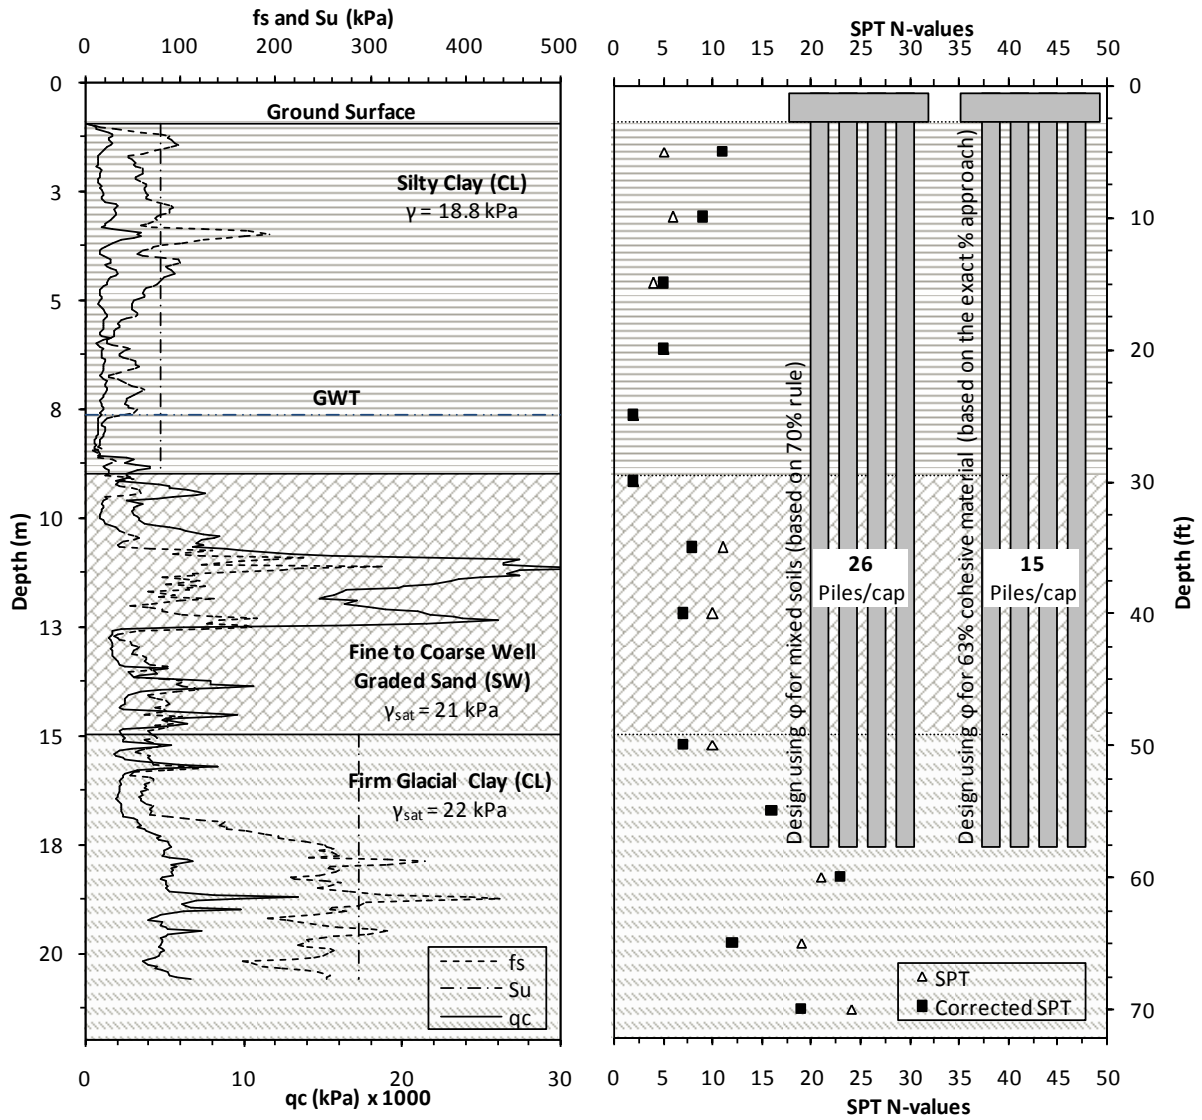 fs and Su (kPa)
0 100 200 300 400 500
SPT N-values
0 5 10 15 20 25 30 35 40 45 50
0
3
5
8
10
13
15
18
20
Depth (m)
Ground Surface
Silty Clay (CL)
γ = 18.8 kPa
GWT
Fine to Coarse Well
Graded Sand (SW)
γsat = 21 kPa
Firm Glacial Clay (CL)
γsat = 22 kPa
fs
Su
qc
0 10 20 30
qc (kPa) x 1000
Design using φ for mixed soils (based on 70% rule)
26
Piles/cap
Design using φ for 63% cohesive material (based on the exact % approach)
15
Piles/cap
SPT
Corrected SPT
0
10
20
30
40
50
60
70
Depth (ft)
0 5 10 15 20 25 30 35 40 45 50
SPT N-values